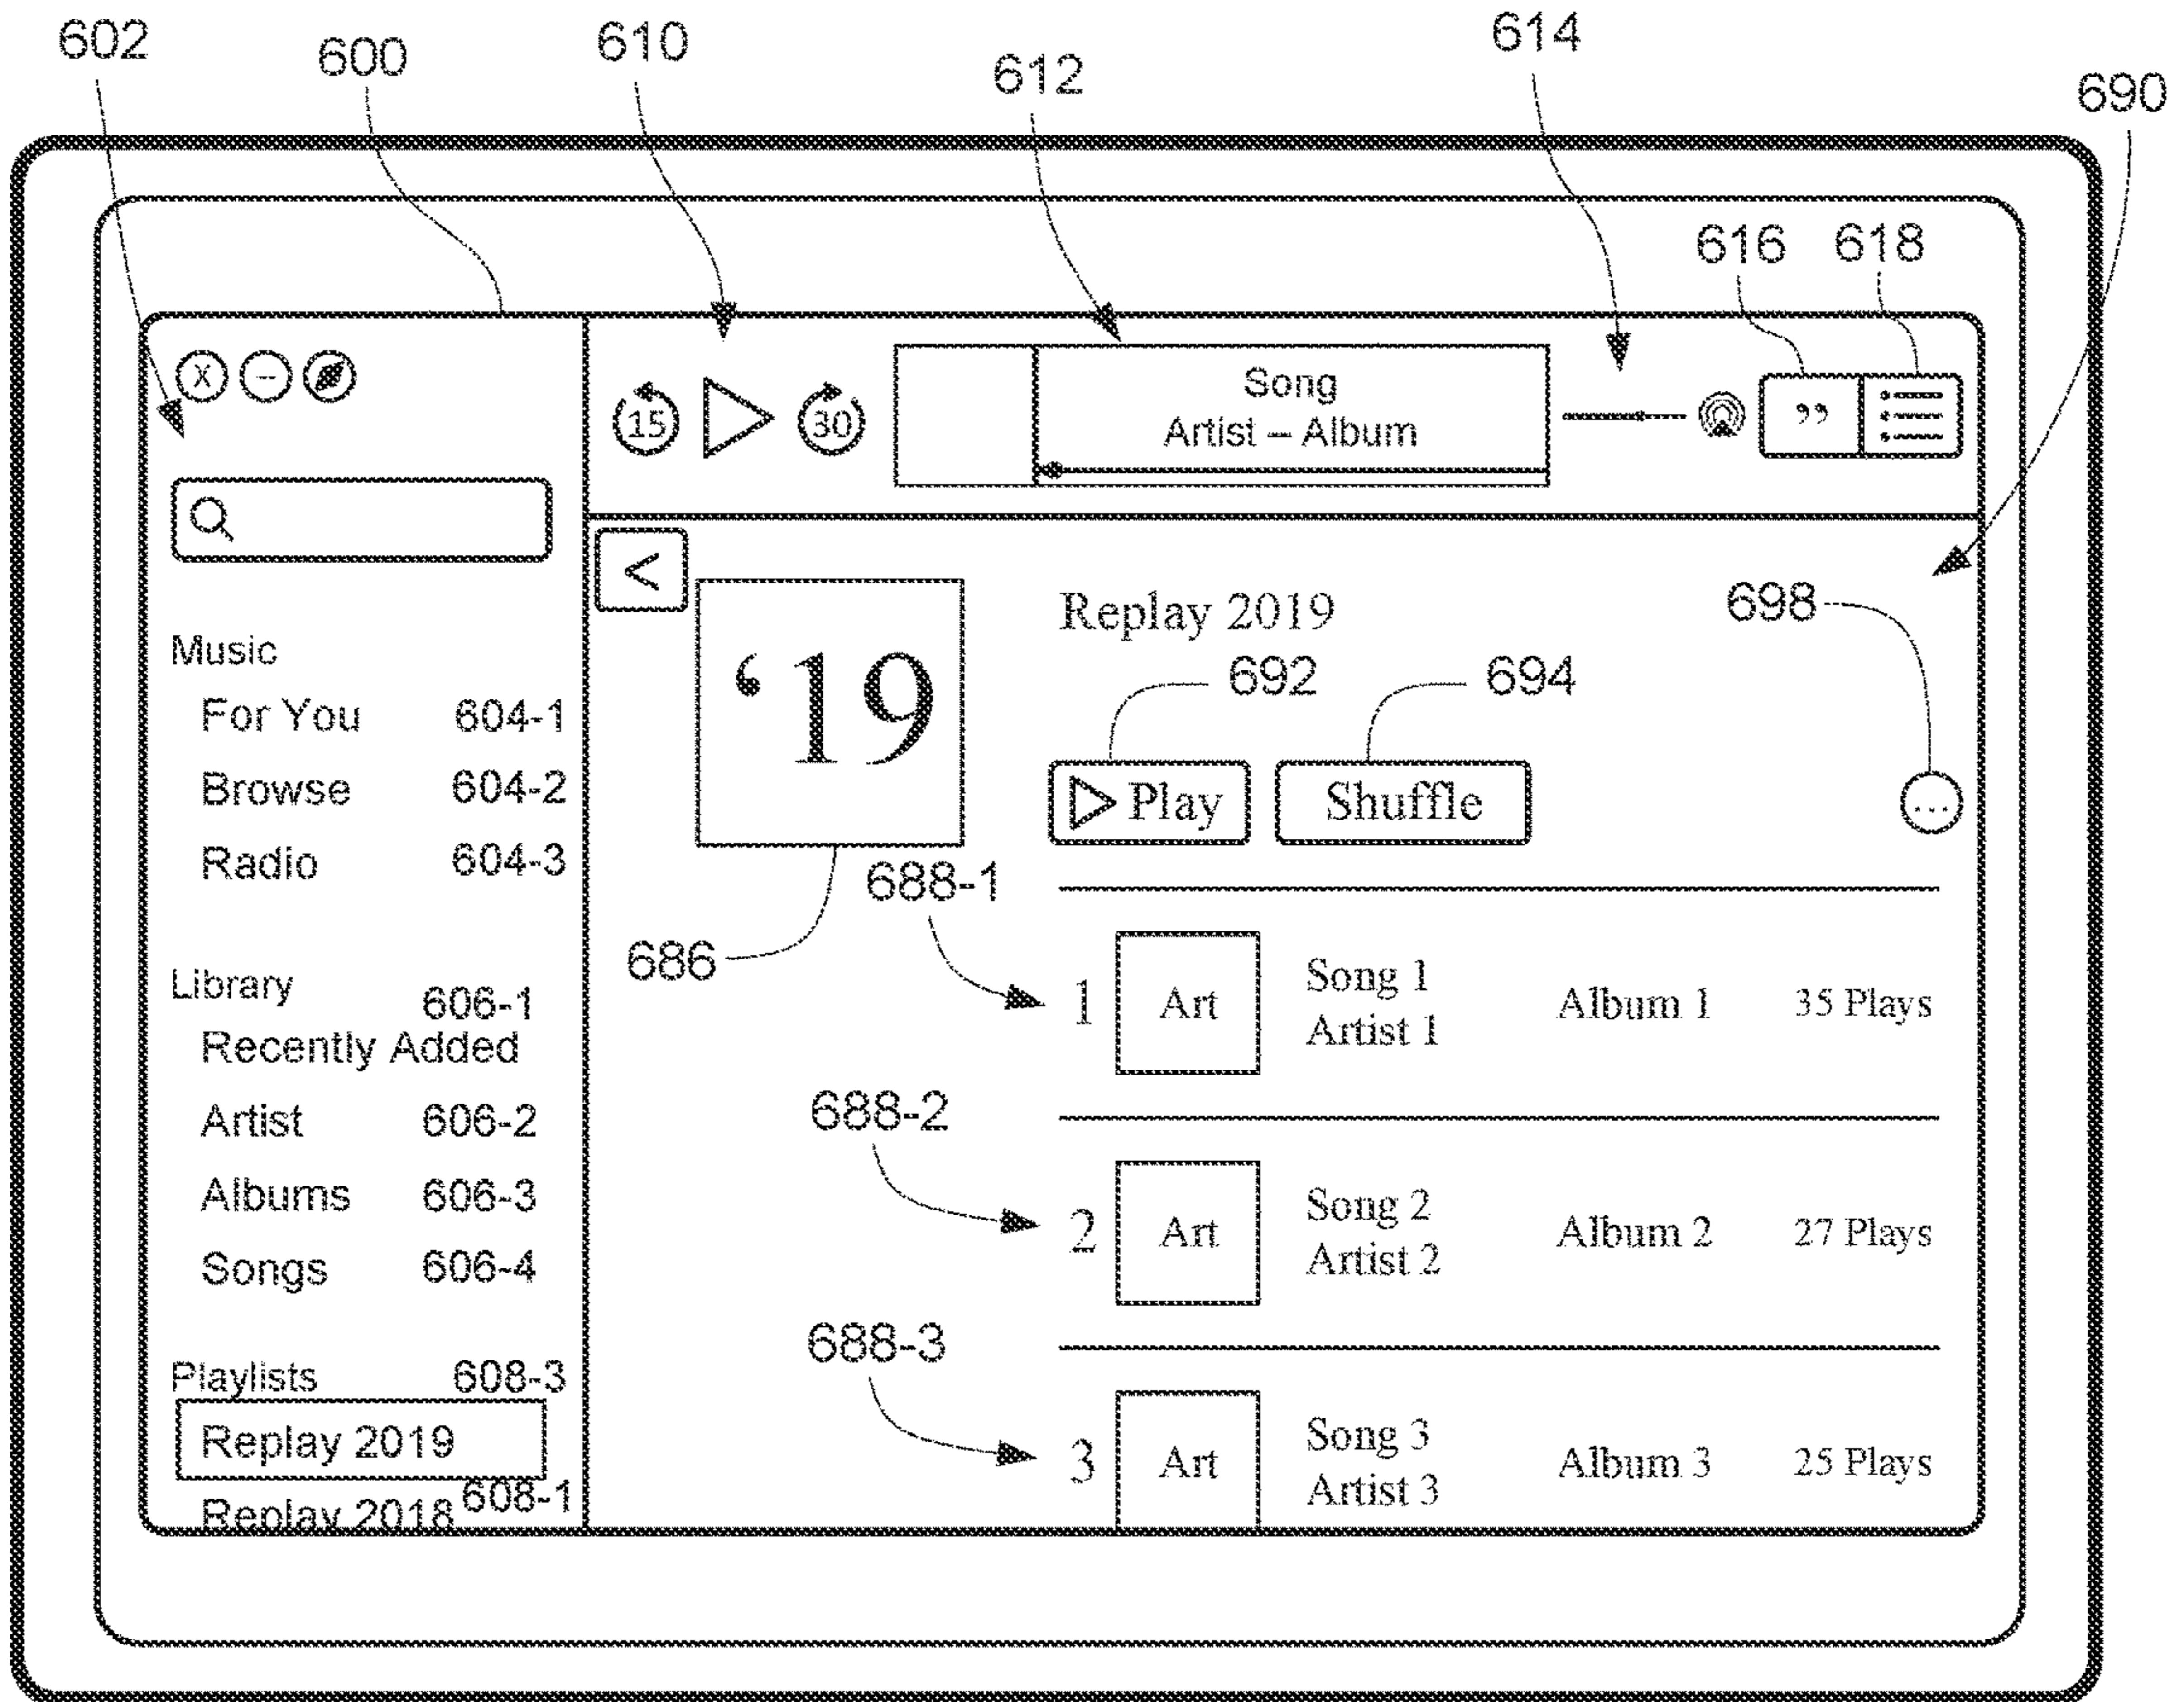 602
600
610
612
614
690
616 618
X –
15 30
Song
Artist – Album
”
<
‘19
Replay 2019
698
692 694
Play Shuffle
...
Music
For You 604-1
Browse 604-2
Radio 604-3
Library
606-1
Recently Added
Artist 606-2
Albums 606-3
Songs 606-4
Playlists 608-3
Replay 2019
Replay 2018 608-1
686
688-1
1 Art Song 1
Artist 1
Album 1 35 Plays
688-2
2 Art Song 2
Artist 2
Album 2 27 Plays
688-3
3 Art Song 3
Artist 3
Album 3 25 Plays